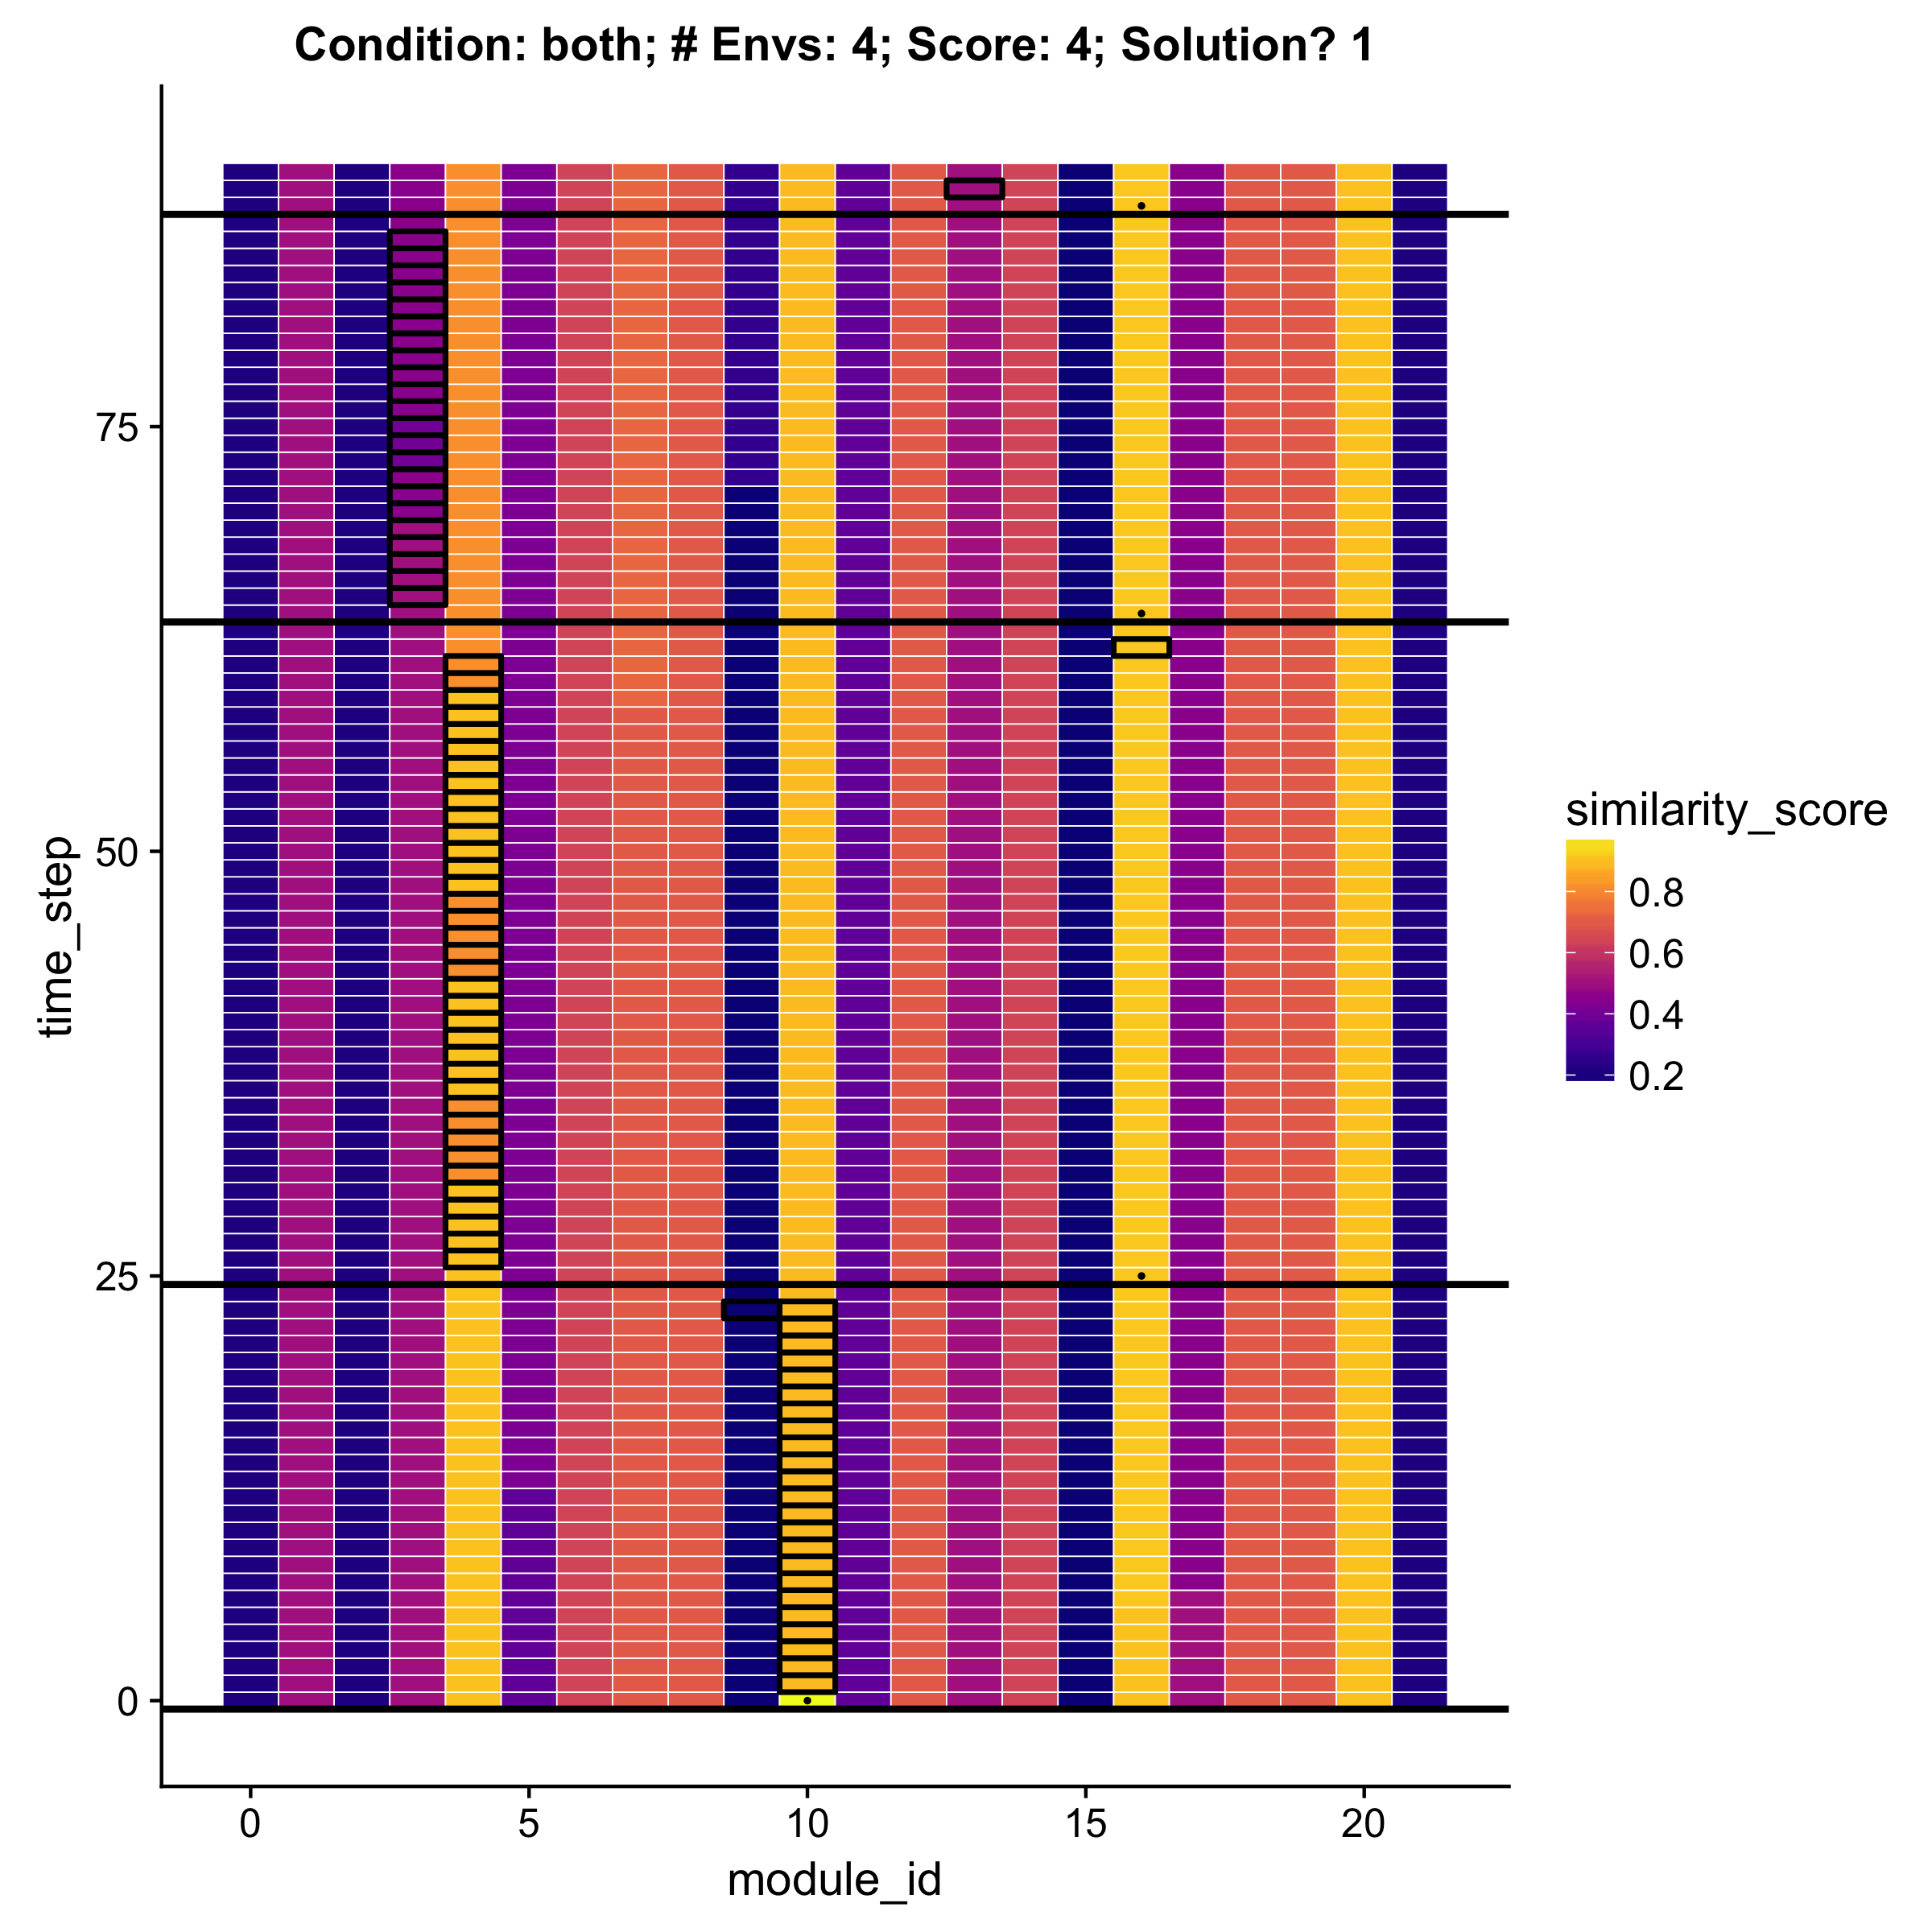 Condition: both; # Envs: 4; Score: 4; Solution? 1
time_step
75
50
25
0
0 5 10 15 20
module_id
similarity_score
0.8
0.6
0.4
0.2